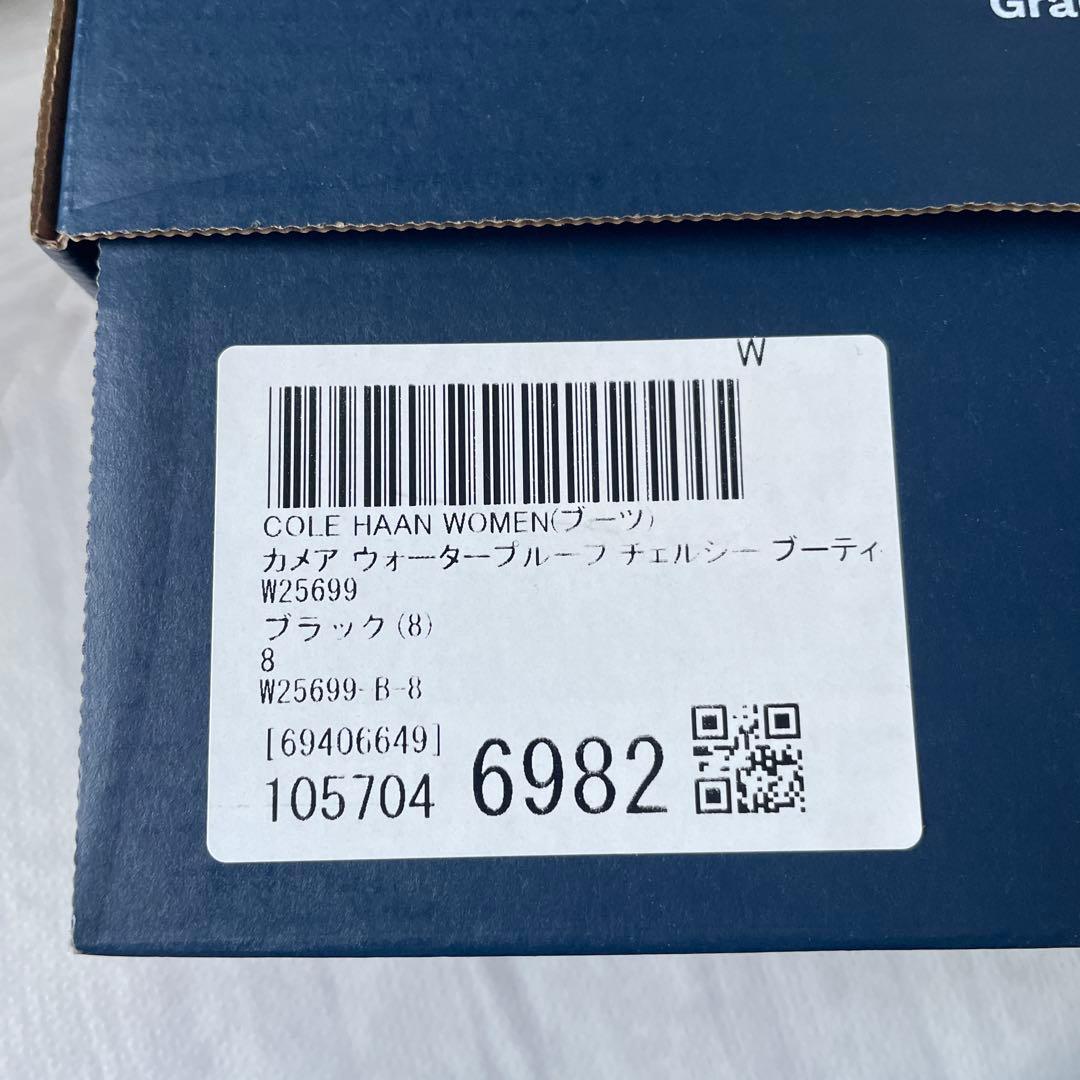 W
COLE HAAN WOMEN(ブーツ)
カメア ウォータープルーフ チェルシー ブーティ
W25699
ブラック(8)
8
W25699-B-8
[69406649]
105704 6982